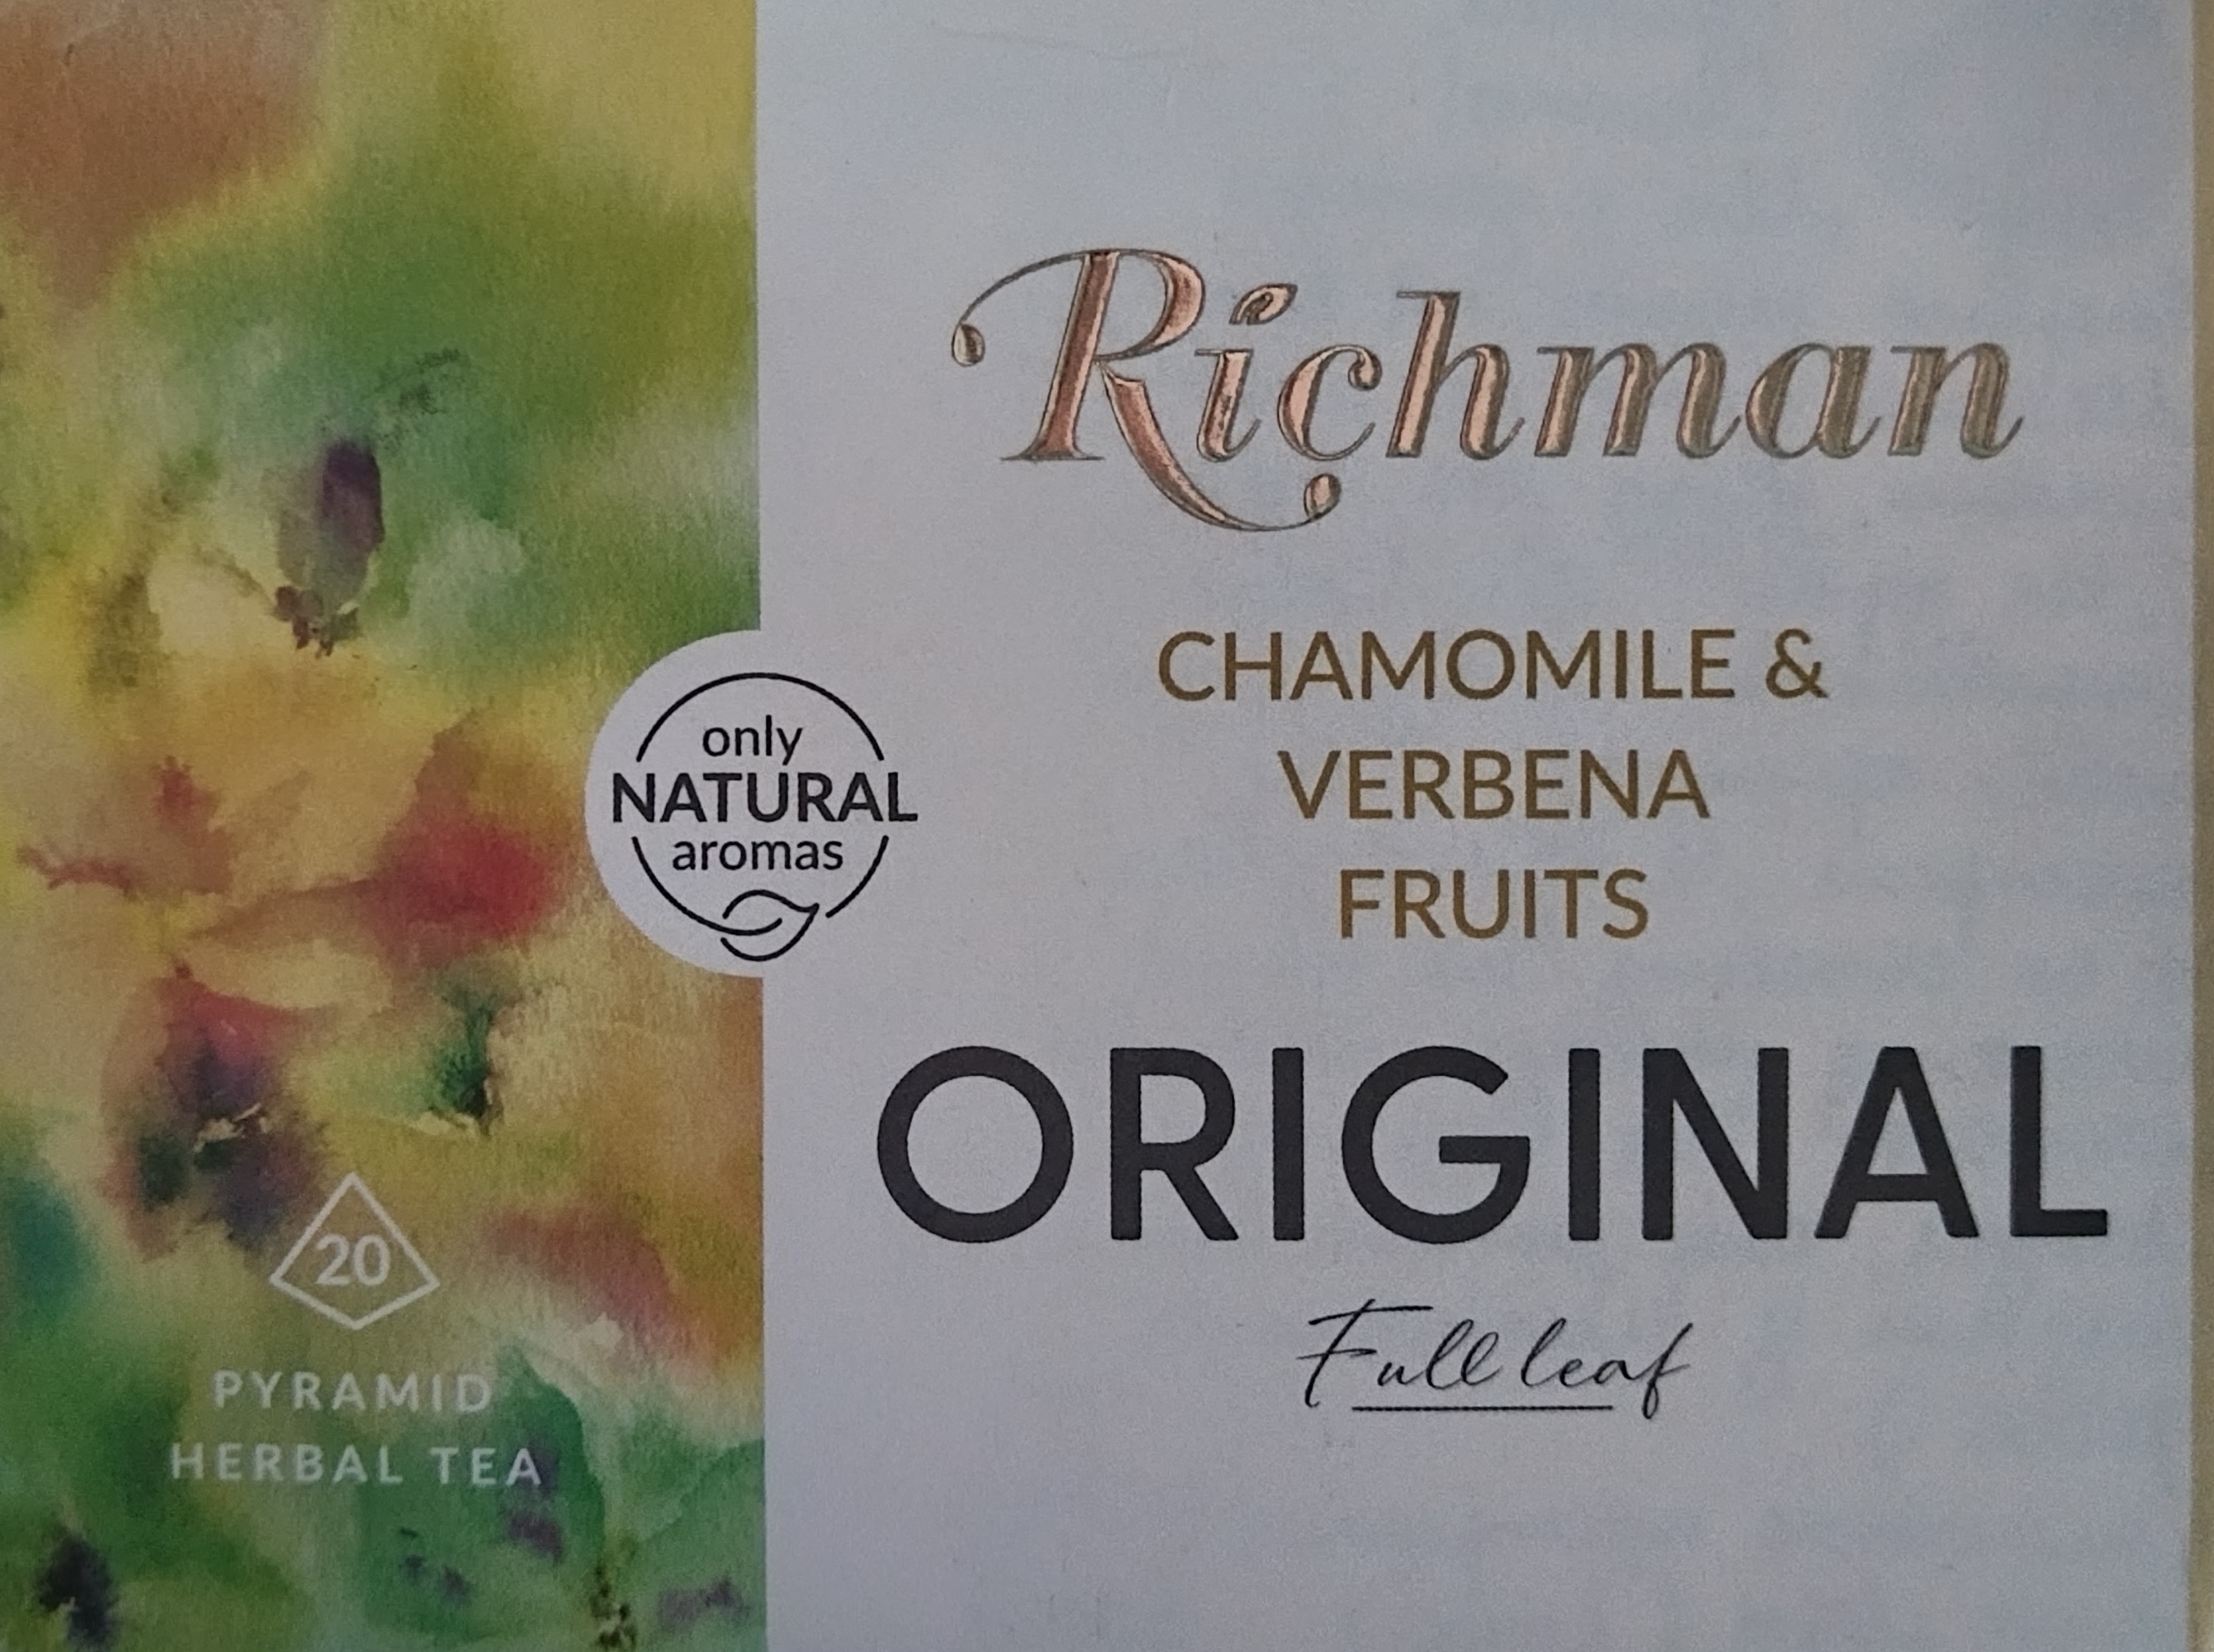 Richman
CHAMOMILE &
VERBENA
FRUITS
only
NATURAL
aromas
ORIGINAL
Full leaf
20
PYRAMID
HERBAL TEA